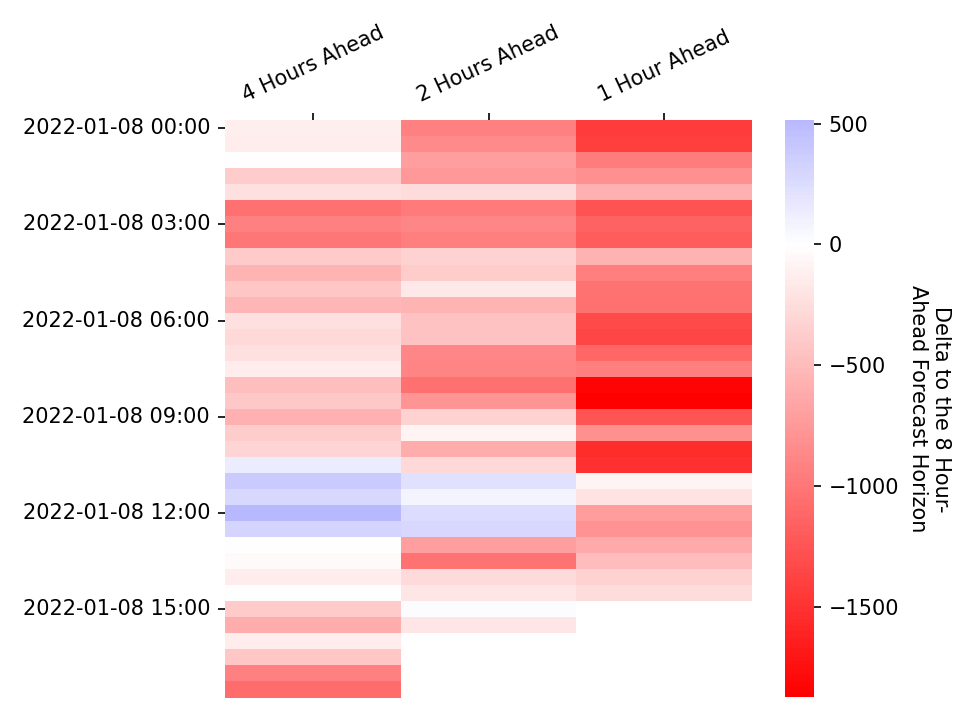 4 Hours Ahead
2 Hours Ahead
1 Hour Ahead
2022-01-08 00:00
2022-01-08 03:00
2022-01-08 06:00
2022-01-08 09:00
2022-01-08 12:00
2022-01-08 15:00
500
0
−500
−1000
−1500
Delta to the 8 Hour-
Ahead Forecast Horizon